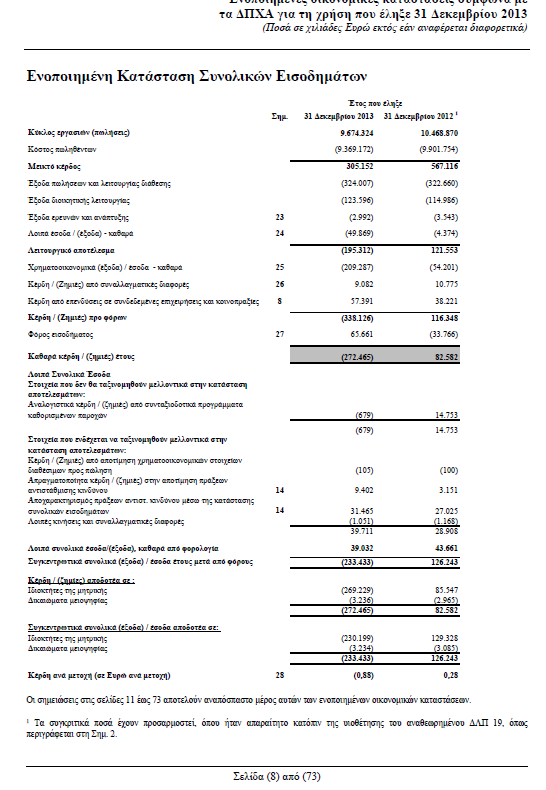 Ενοποιημένες οικονομικές καταστάσεις σύμφωνα με
τα ΔΠΧΑ για τη χρήση που έληξε 31 Δεκεμβρίου 2013
(Ποσά σε χιλιάδες Ευρώ εκτός εάν αναφέρεται διαφορετικά)
Ενοποιημένη Κατάσταση Συνολικών Εισοδημάτων
Έτος που έληξε
Σημ. 31 Δεκεμβρίου 2013 31 Δεκεμβρίου 2012 ¹
Κύκλος εργασιών (πωλήσεις) 9.674.324 10.468.870
Κόστος πωληθέντων (9.369.172) (9.901.754)
Μεικτό κέρδος 305.152 567.116
Έξοδα πωλήσεων και λειτουργίας διάθεσης (324.007) (322.660)
Έξοδα διοικητικής λειτουργίας (123.596) (114.986)
Έξοδα ερευνών και ανάπτυξης 23 (2.992) (3.543)
Λοιπά έσοδα / (έξοδα) - καθαρά 24 (49.869) (4.374)
Λειτουργικό αποτέλεσμα (195.312) 121.553
Χρηματοοικονομικά (έξοδα) / έσοδα - καθαρά 25 (209.287) (54.201)
Κέρδη / (Ζημιές) από συναλλαγματικές διαφορές 26 9.082 10.775
Κέρδη από επενδύσεις σε συνδεδεμένες επιχειρήσεις και κοινοπραξίες 8 57.391 38.221
Κέρδη / (Ζημιές) προ φόρων (338.126) 116.348
Φόρος εισοδήματος 27 65.661 (33.766)
Καθαρά κέρδη / (ζημιές) έτους (272.465) 82.582
Λοιπά Συνολικά Έσοδα
Στοιχεία που δεν θα ταξινομηθούν μελλοντικά στην κατάσταση
αποτελεσμάτων:
Αναλογιστικά κέρδη / (ζημιές) από συνταξιοδοτικά προγράμματα
καθορισμένων παροχών (679) 14.753
(679) 14.753
Στοιχεία που ενδέχεται να ταξινομηθούν μελλοντικά στην
κατάσταση αποτελεσμάτων:
Κέρδη / (Ζημιές) από αποτίμηση χρηματοοικονομικών στοιχείων
διαθέσιμων προς πώληση (105) (100)
Απραγματοποίητα κέρδη / (ζημιές) στην αποτίμηση πράξεων
αντιστάθμισης κινδύνου 14 9.402 3.151
Αποχαρακτηρισμός πράξεων αντιστ. κινδύνου μέσω της κατάστασης
συνολικών εισοδημάτων 14 31.465 27.025
Λοιπές κινήσεις και συναλλαγματικές διαφορές (1.051) (1.168)
39.711 28.908
Λοιπά συνολικά έσοδα/(έξοδα), καθαρά από φορολογία 39.032 43.661
Συγκεντρωτικά συνολικά (έξοδα) / έσοδα έτους μετά από φόρους (233.433) 126.243
Κέρδη / (ζημίες) αποδοτέα σε :
Ιδιοκτήτες της μητρικής (269.229) 85.547
Δικαιώματα μειοψηφίας (3.236) (2.965)
(272.465) 82.582
Συγκεντρωτικά συνολικά (έξοδα) / έσοδα αποδοτέα σε:
Ιδιοκτήτες της μητρικής (230.199) 129.328
Δικαιώματα μειοψηφίας (3.234) (3.085)
(233.433) 126.243
Κέρδη ανά μετοχή (σε Ευρώ ανά μετοχή) 28 (0,88) 0,28
Οι σημειώσεις στις σελίδες 11 έως 73 αποτελούν αναπόσπαστο μέρος αυτών των ενοποιημένων οικονομικών καταστάσεων.
¹ Τα συγκριτικά ποσά έχουν προσαρμοστεί, όπου ήταν απαραίτητο κατόπιν της υιοθέτησης του αναθεωρημένου ΔΛΠ 19, όπως
περιγράφεται στη Σημ. 2.
Σελίδα (8) από (73)